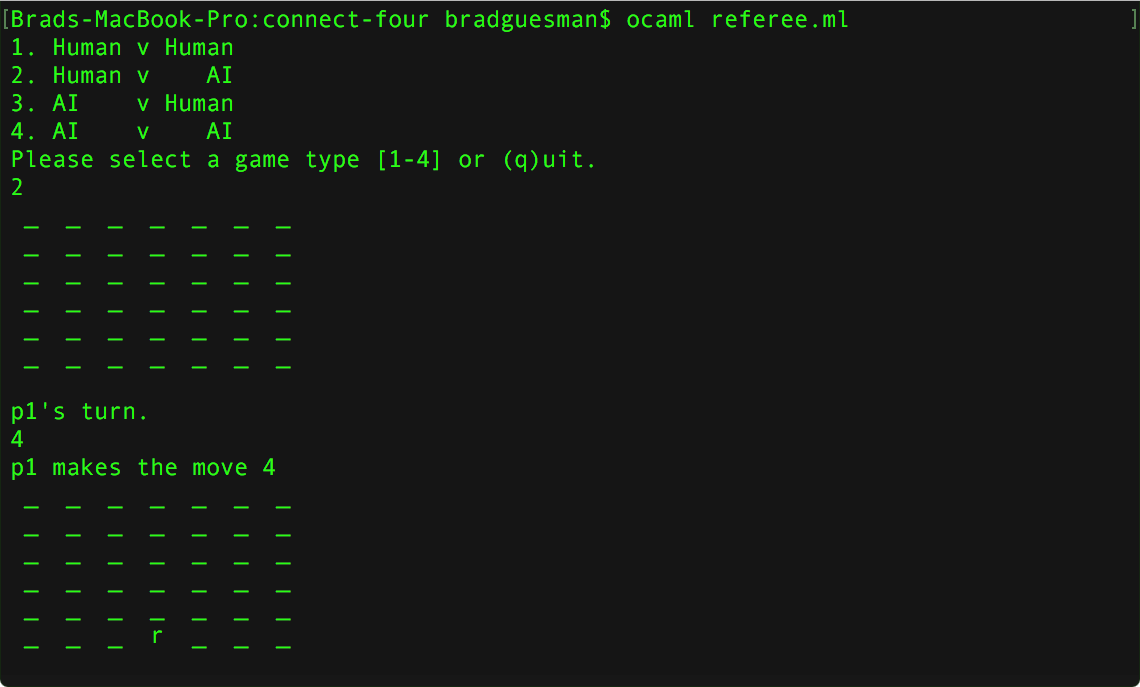 [Brads-MacBook-Pro:connect-four bradguesman$ ocaml referee.ml ]
1. Human v Human
2. Human v    AI
3. AI    v Human
4. AI    v    AI
Please select a game type [1-4] or (q)uit.
2
_  _  _  _  _  _  _
_  _  _  _  _  _  _
_  _  _  _  _  _  _
_  _  _  _  _  _  _
_  _  _  _  _  _  _
_  _  _  _  _  _  _
p1's turn.
4
p1 makes the move 4
_  _  _  _  _  _  _
_  _  _  _  _  _  _
_  _  _  _  _  _  _
_  _  _  _  _  _  _
_  _  _  _  _  _  _
_  _  _  r  _  _  _